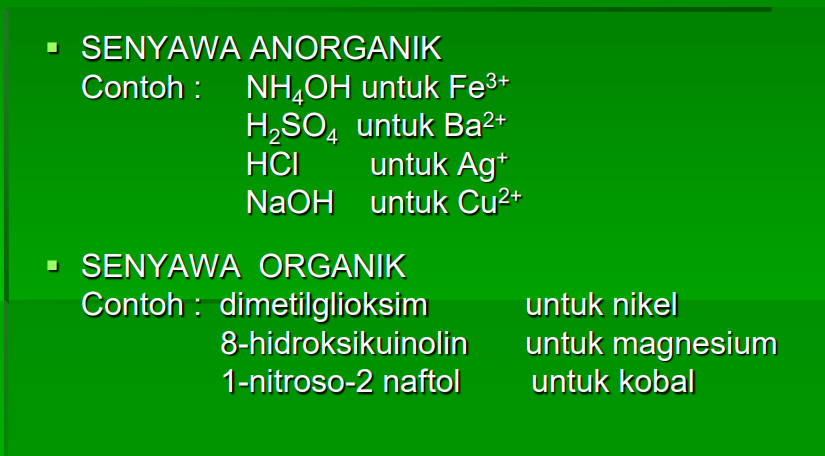 ▪ SENYAWA ANORGANIK
Contoh : NH₄OH untuk Fe³⁺
H₂SO₄ untuk Ba²⁺
HCl untuk Ag⁺
NaOH untuk Cu²⁺
▪ SENYAWA ORGANIK
Contoh : dimetilglioksim untuk nikel
8-hidroksikuinolin untuk magnesium
1-nitroso-2 naftol untuk kobal